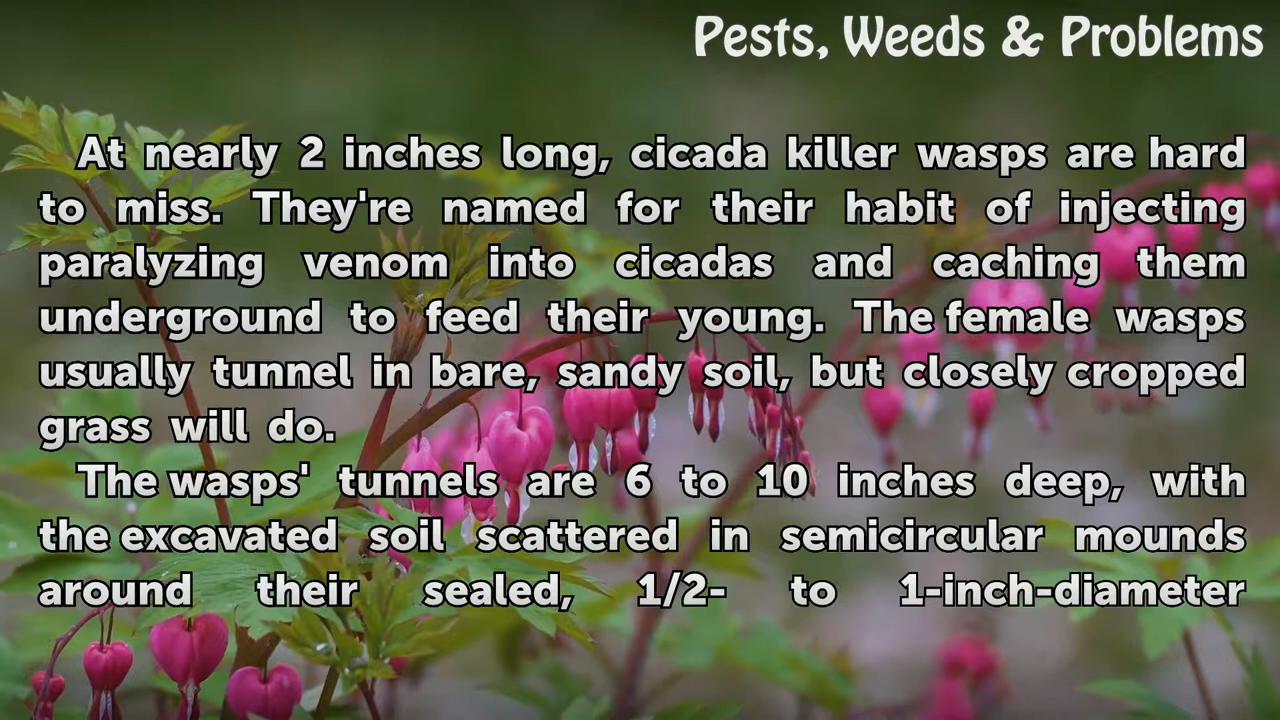 Pests, Weeds & Problems
At nearly 2 inches long, cicada killer wasps are hard
to miss. They're named for their habit of injecting
paralyzing venom into cicadas and caching them
underground to feed their young. The female wasps
usually tunnel in bare, sandy soil, but closely cropped
grass will do.
The wasps' tunnels are 6 to 10 inches deep, with
the excavated soil scattered in semicircular mounds
around their sealed, 1/2- to 1-inch-diameter